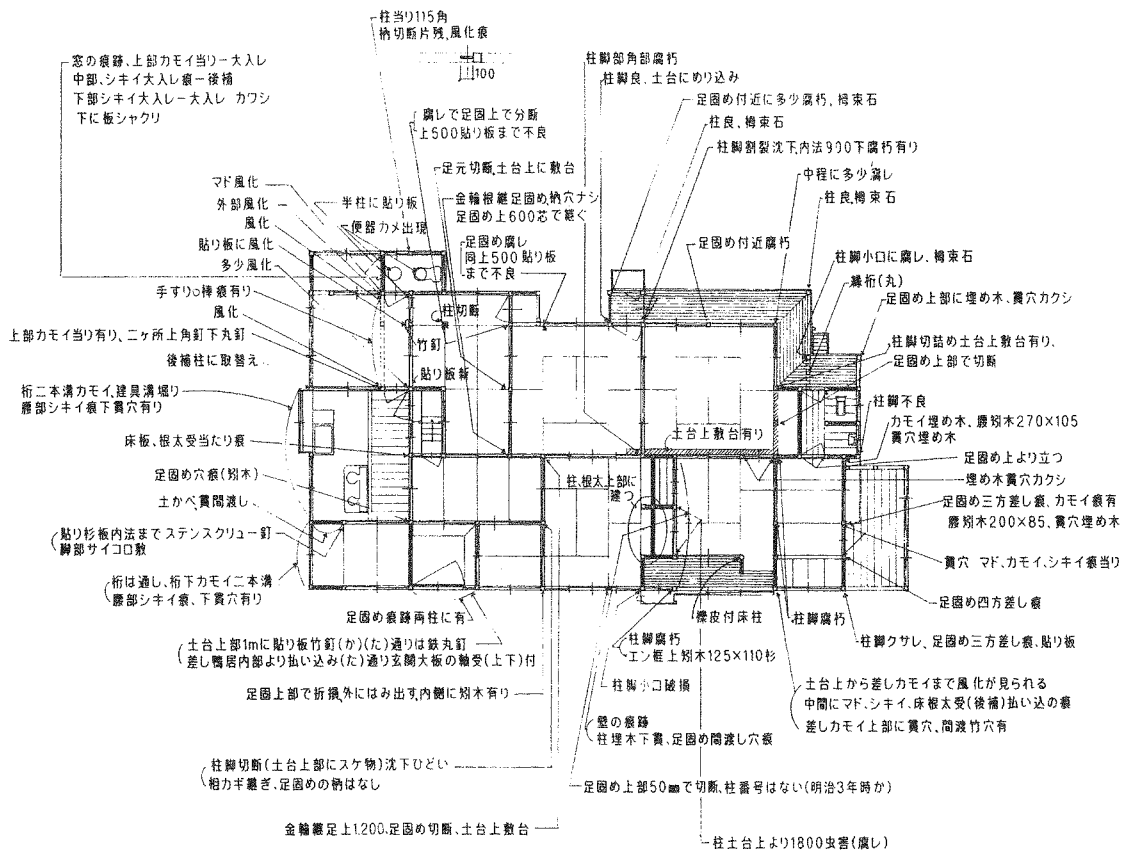 柱当り115角
柄切断片残,風化痕
100
窓の痕跡、上部カモイ当りー大入レ
中部、シキイ大入レ痕ー後補
下部シキイ大入レー大入レ カワシ
下に板シャクリ
腐レで足固上で分断
上500貼り板まで不良
足元切断,土台上に敷台
金輪根継足固め,柄穴ナシ
足固め上600芯で継ぐ
足固め腐レ
同上500貼り板
まで不良
マド風化
外部風化
風化
貼り板に風化
多少風化
半柱に貼り板
便器カメ出現
手すり○棒痕有り
風化
上部カモイ当り有り、二ヶ所上角釘下丸釘
後補柱に取替え
柱切断
竹釘
貼り板新
桁二本溝カモイ,建具溝堀り
腰部シキイ痕下貫穴有り
床板、根太受当たり痕
足固め穴痕(矧木)
土かべ貫間渡し
貼り杉板内法までステンスクリュー釘
脚部サイコロ敷
桁は通し、桁下カモイ二本溝
腰部シキイ痕、下貫穴有り
柱脚部角部腐朽
柱脚良、土台にめり込み
足固め付近に多少腐朽、栂束石
柱良、栂束石
柱脚割裂沈下,内法900下腐朽有り
中程に多少腐レ
柱良,栂束石
足固め付近腐朽
柱脚小口に腐レ、栂束石
縁桁(丸)
足固め上部に埋め木、貫穴カクシ
柱脚切詰め土台上敷台有り、
足固め上部で切断
柱脚不良
カモイ埋め木、腰矧木270×105
貫穴埋め木
土台上敷台有り
足固め上より立つ
埋め木貫穴カクシ
柱、根太上部に
建つ
足固め三方差し痕、カモイ痕有
腰矧木200×85、貫穴埋め木
貫穴 マド、カモイ、シキイ痕当り
足固め四方差し痕
足固め痕跡両柱に有
土台上部1mに貼り板竹釘(か)(た)通りは鉄丸釘
差し鴨居内部より払い込み(た)通り玄関大板の軸受(上下)付
足固上部で折損,外にはみ出す,内側に矧木有り
柱脚腐朽
エン框上矧木125×110杉
柱脚小口破損
檪皮付床柱
柱脚腐朽
柱脚クサレ、足固め三方差し痕、貼り板
土台上から差しカモイまで風化が見られる
中間にマド、シキイ、床根太受(後補)払い込の痕
差しカモイ上部に貫穴、間渡竹穴有
壁の痕跡
柱埋木下貫、足固め間渡し穴痕
柱脚切断(土台上部にスケ物)沈下ひどい
相カギ継ぎ、足固めの柄はなし
足固め上部50mmで切断、柱番号はない(明治3年時か)
金輪継足上1,200、足固め切断、土台上敷台
柱土台上より1800虫害(腐レ)